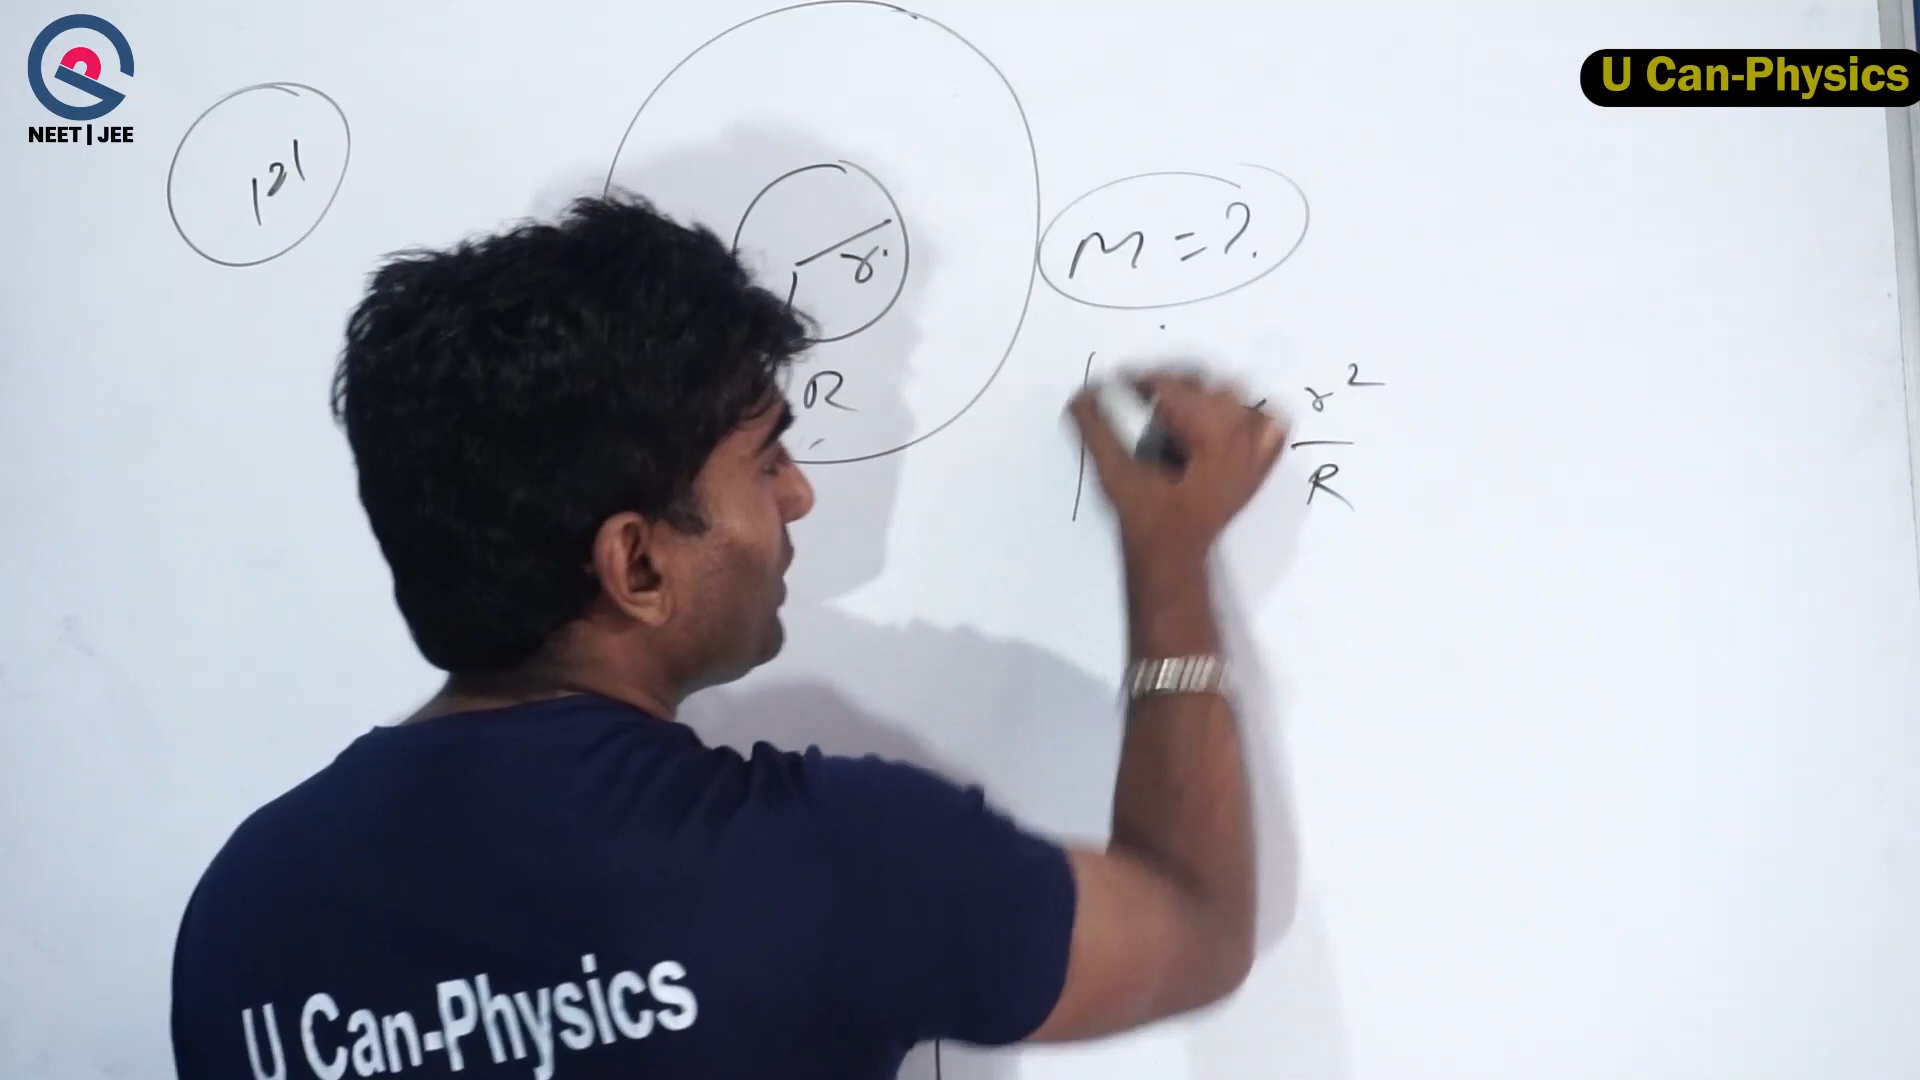 NEET | JEE
U Can-Physics
121
r
R
M = ?
r²
R
U Can-Physics